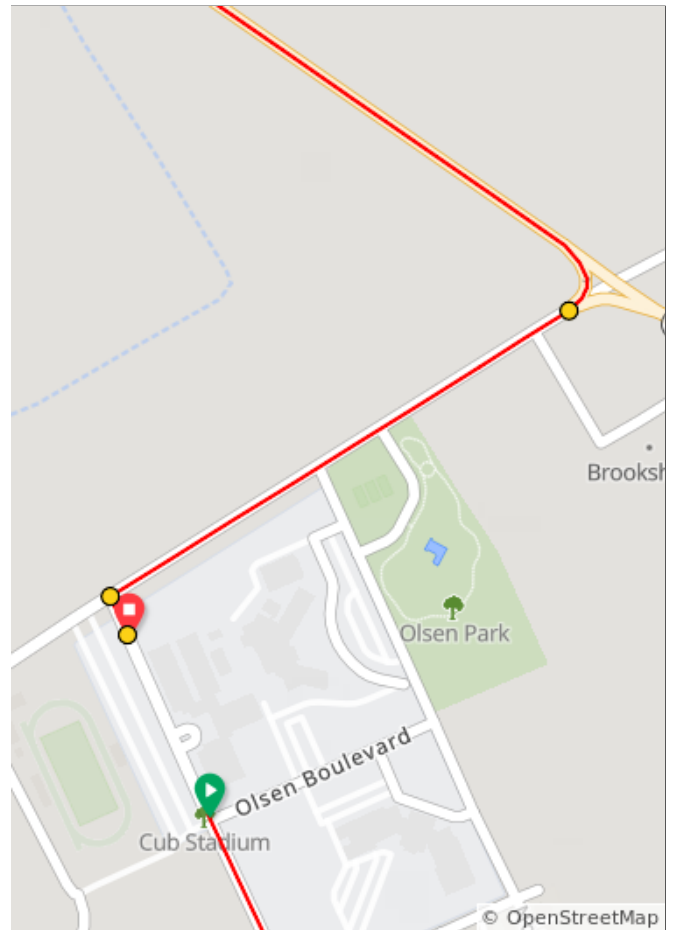 Brooksh
Olsen Park
Olsen Boulevard
Cub Stadium
© OpenStreetMap